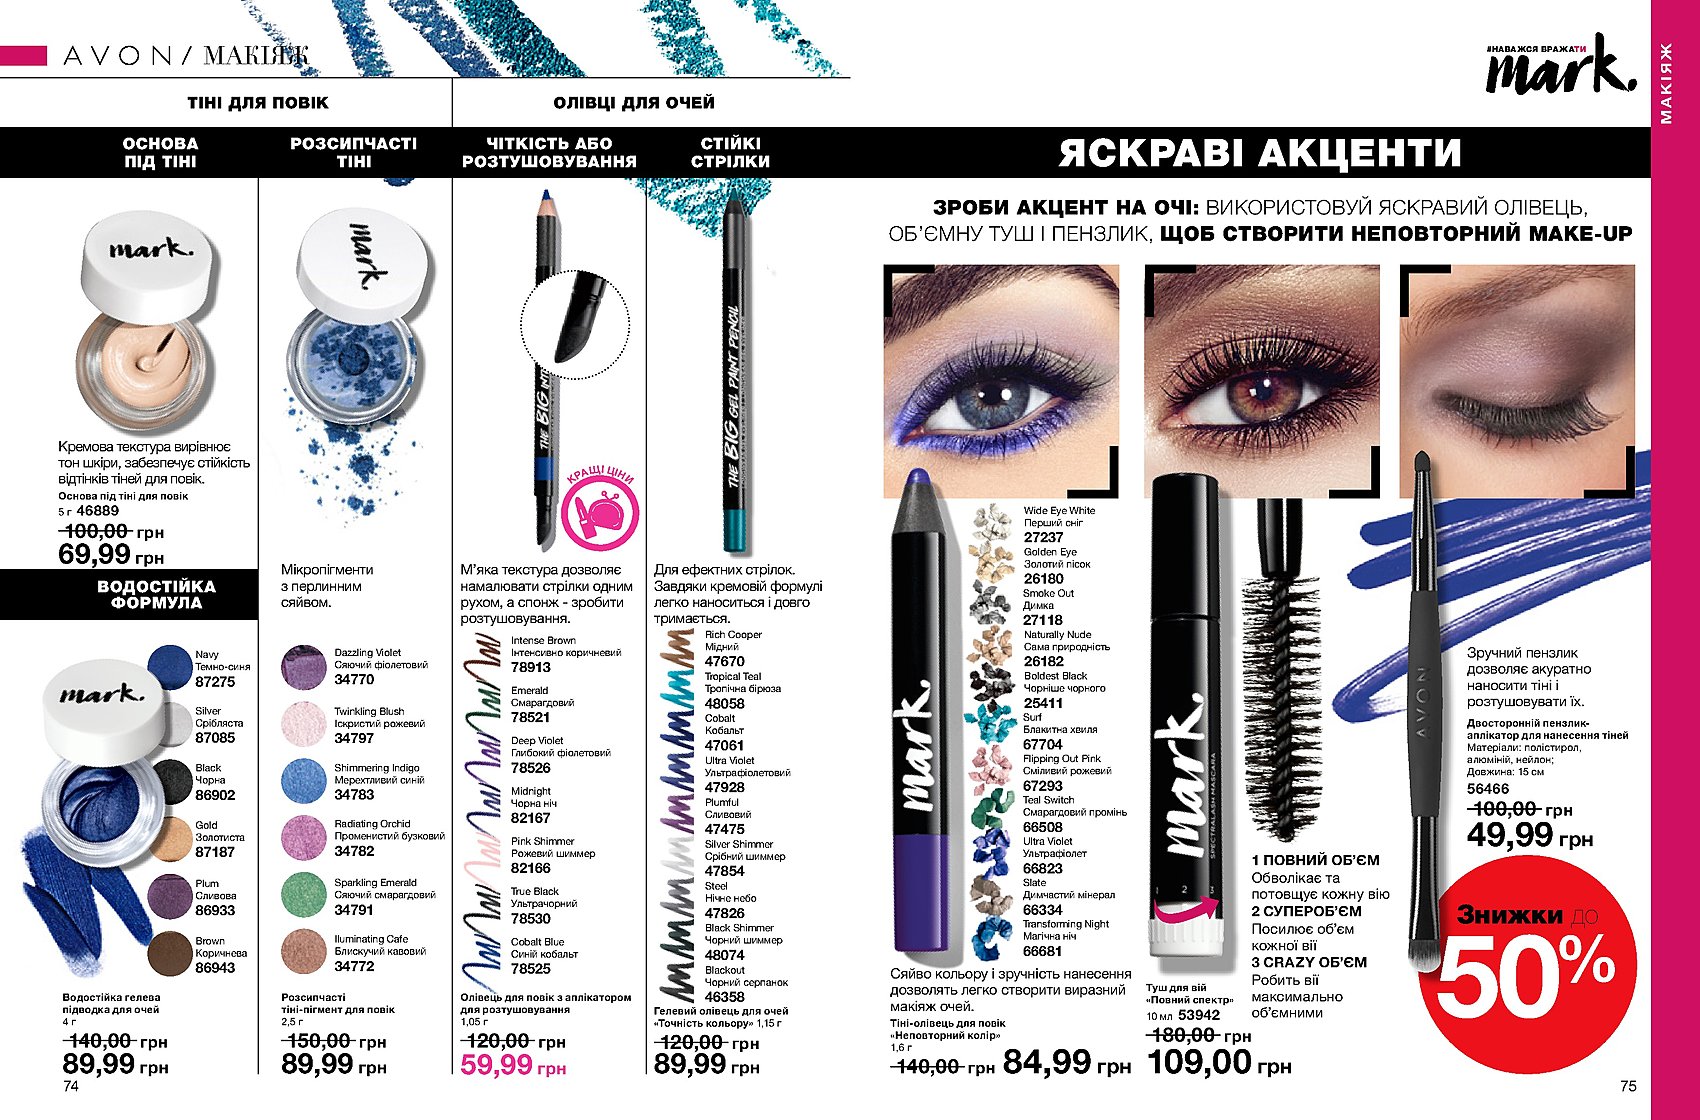 AVON/ МАКІЯЖ
ТІНІ ДЛЯ ПОВІК
ОЛІВЦІ ДЛЯ ОЧЕЙ
ОСНОВА
ПІД ТІНІ
mark.
Кремова текстура вирівнює
тон шкіри, забезпечує стійкість
відтінків тіней для повік.
Основа під тіні для повік
5 г 46889
100,00 грн
69,99 грн
ВОДОСТІЙКА
ФОРМУЛА
mark.
Navy
Темно-синя
87275
Silver
Срібляста
87085
Black
Чорна
86902
Gold
Золотиста
87187
Plum
Сливова
86933
Brown
Коричнева
86943
Водостійка гелева
підводка для очей
4 г
140,00 грн
89,99 грн
74
РОЗСИПЧАСТІ
ТІНІ
mark.
Мікропігменти
з перлинним
сяйвом.
Dazzling Violet
Сяючий фіолетовий
34770
Twinkling Blush
Іскристий рожевий
34797
Shimmering Indigo
Мерехтливий синій
34783
Radiating Orchid
Променистий бузковий
34782
Sparkling Emerald
Сяючий смарагдовий
34791
Iluminating Cafe
Блискучий кавовий
34772
Розсипчасті
тіні-пігмент для повік
2,5 г
150,00 грн
89,99 грн
ЧІТКІСТЬ АБО
РОЗТУШОВУВАННЯ
THE BIG
КРАЩІ ЦІНИ
М'яка текстура дозволяє
намалювати стрілки одним
рухом, а спонж - зробити
розтушовування.
Intense Brown
Інтенсивно коричневий
78913
Emerald
Смарагдовий
78521
Deep Violet
Глибокий фіолетовий
78526
Midnight
Чорна ніч
82167
Pink Shimmer
Рожевий шиммер
82166
True Black
Ультрачорний
78530
Cobalt Blue
Синій кобальт
78525
Олівець для повік з аплікатором
для розтушовування
1,05 г
120,00 грн
59,99 грн
СТІЙКІ
СТРІЛКИ
THE BIG GEL PAINT PENCIL
Для ефектних стрілок.
Завдяки кремовій формулі
легко наноситься і довго
тримається.
Rich Cooper
Мідний
47670
Tropical Teal
Тропічна бірюза
48058
Cobalt
Кобальт
47061
Ultra Violet
Ультрафіолетовий
47928
Plumful
Сливовий
47475
Silver Shimmer
Срібний шиммер
47854
Steel
Нічне небо
47826
Black Shimmer
Чорний шиммер
48074
Blackout
Чорний серпанок
46358
Гелевий олівець для очей
«Точність кольору» 1,15 г
120,00 грн
89,99 грн
#НАВАЖСЯ ВРАЖАТИ
mark.
МАКІЯЖ
ЯСКРАВІ АКЦЕНТИ
ЗРОБИ АКЦЕНТ НА ОЧІ: ВИКОРИСТОВУЙ ЯСКРАВИЙ ОЛІВЕЦЬ,
ОБ'ЄМНУ ТУШ І ПЕНЗЛИК, ЩОБ СТВОРИТИ НЕПОВТОРНИЙ MAKE-UP
mark.
Wide Eye White
Перший сніг
27237
Golden Eye
Золотий пісок
26180
Smoke Out
Димка
27118
Naturally Nude
Сама природність
26182
Boldest Black
Чорніше чорного
25411
Surf
Блакитна хвиля
67704
Flipping Out Pink
Сміливий рожевий
67293
Teal Switch
Смарагдовий промінь
66508
Ultra Violet
Ультрафіолет
66823
Slate
Димчастий мінерал
66334
Transforming Night
Магічна ніч
66681
Сяйво кольору і зручність нанесення
дозволять легко створити виразний
макіяж очей.
Тіні-олівець для повік
«Неповторний колір»
1,6 г
140,00 грн 84,99 грн
mark.
SPECTRALASH MASCARA
1 2 3
1 ПОВНИЙ ОБ'ЄМ
Обволікає та
потовщує кожну вію
2 СУПЕРОБ'ЄМ
Посилює об'єм
кожної вії
3 CRAZY ОБ'ЄМ
Робить вії
максимально
об'ємними
Туш для вій
«Повний спектр»
10 мл 53942
180,00 грн
109,00 грн
AVON
Зручний пензлик
дозволяє акуратно
наносити тіні і
розтушовувати їх.
Двосторонній пензлик-
аплікатор для нанесення тіней
Матеріали: полістирол,
алюміній, нейлон;
Довжина: 15 см
56466
100,00 грн
49,99 грн
Знижки до
50%
75